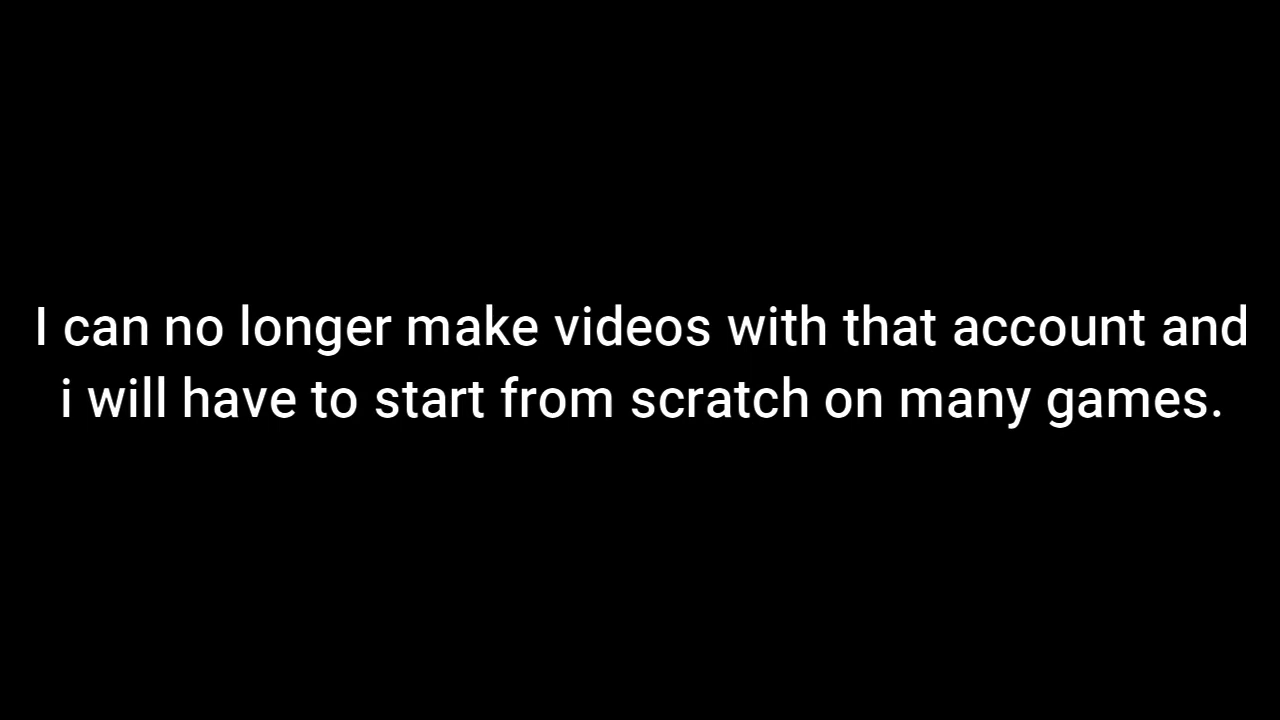 I can no longer make videos with that account and
i will have to start from scratch on many games.